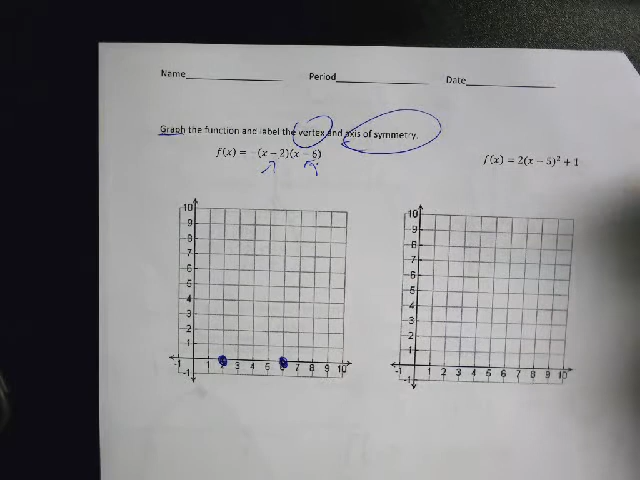 Name Period Date
Graph the function and label the vertex and axis of symmetry.
f(x) = −(x − 2)(x − 6) f(x) = 2(x − 5)² + 1
10 10
9 9
8 8
7 7
6 6
5 5
4 4
3 3
2 2
1 1
-1 1 2 3 4 5 6 7 8 9 10 -1 1 2 3 4 5 6 7 8 9 10
-1 -1